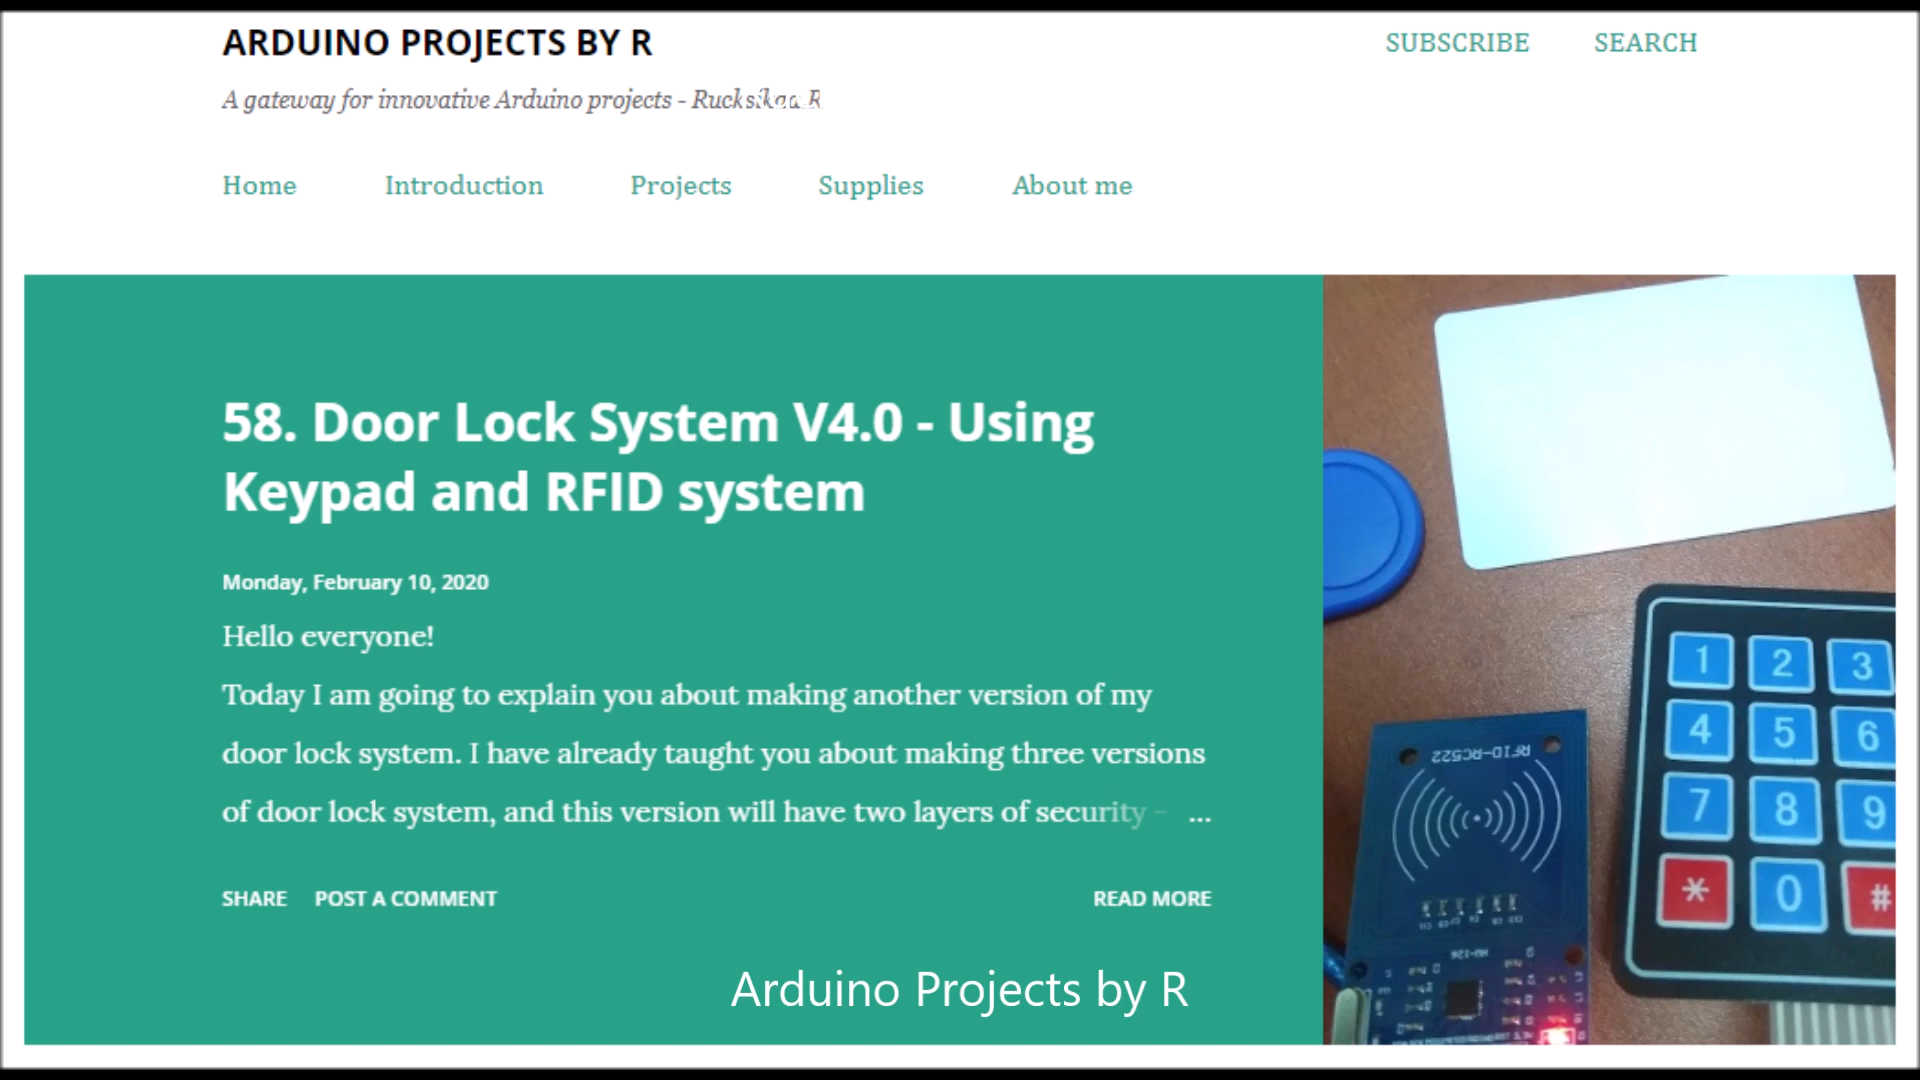 ARDUINO PROJECTS BY R
SUBSCRIBE
SEARCH
A gateway for innovative Arduino projects - Rucksikaa R
Home
Introduction
Projects
Supplies
About me
58. Door Lock System V4.0 - Using
Keypad and RFID system
Monday, February 10, 2020
Hello everyone!
Today I am going to explain you about making another version of my
door lock system. I have already taught you about making three versions
of door lock system, and this version will have two layers of security - ...
SHARE
POST A COMMENT
READ MORE
Arduino Projects by R
1 2 3
4 5 6
7 8 9
* 0 #
RFID-RC522
HW-126